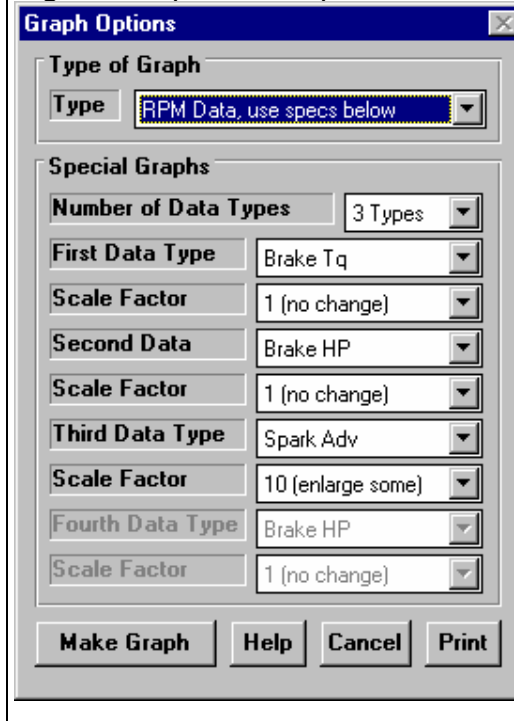 Graph Options
Type of Graph
Type RPM Data, use specs below
Special Graphs
Number of Data Types 3 Types
First Data Type Brake Tq
Scale Factor 1 (no change)
Second Data Brake HP
Scale Factor 1 (no change)
Third Data Type Spark Adv
Scale Factor 10 (enlarge some)
Fourth Data Type Brake HP
Scale Factor 1 (no change)
Make Graph Help Cancel Print